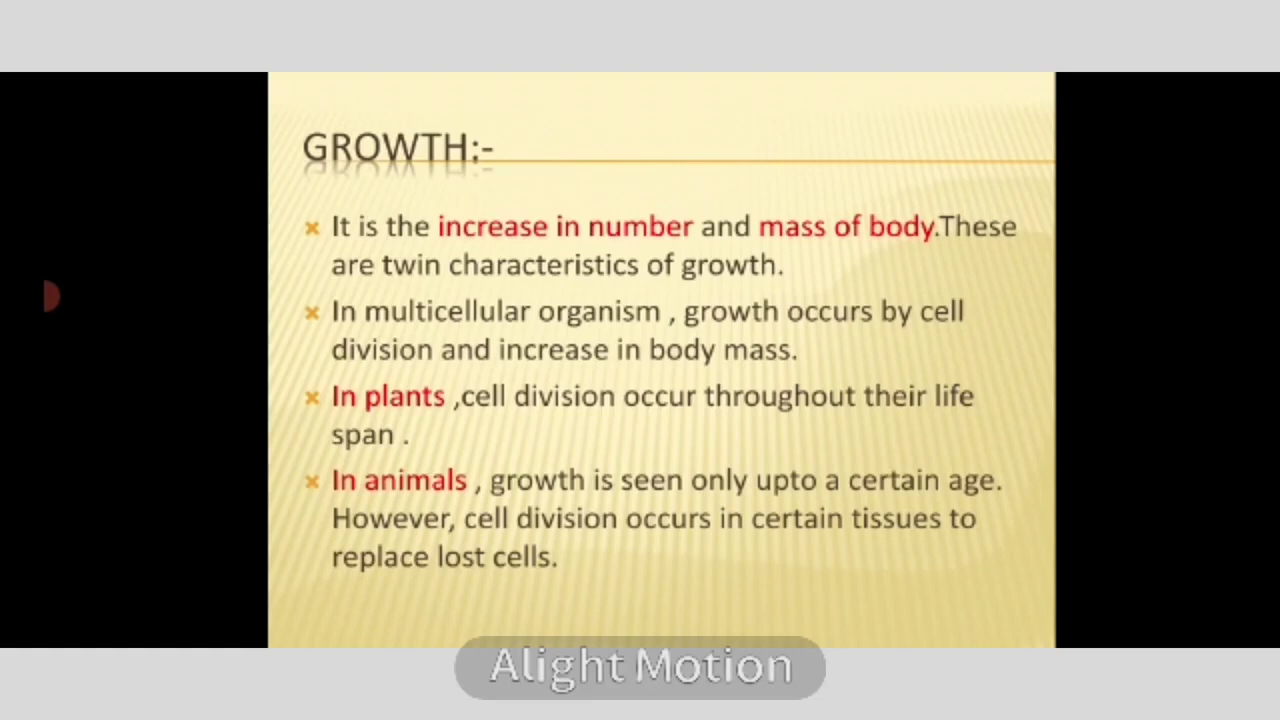 GROWTH:-
It is the increase in number and mass of body.These
are twin characteristics of growth.
In multicellular organism , growth occurs by cell
division and increase in body mass.
In plants ,cell division occur throughout their life
span .
In animals , growth is seen only upto a certain age.
However, cell division occurs in certain tissues to
replace lost cells.
Alight Motion